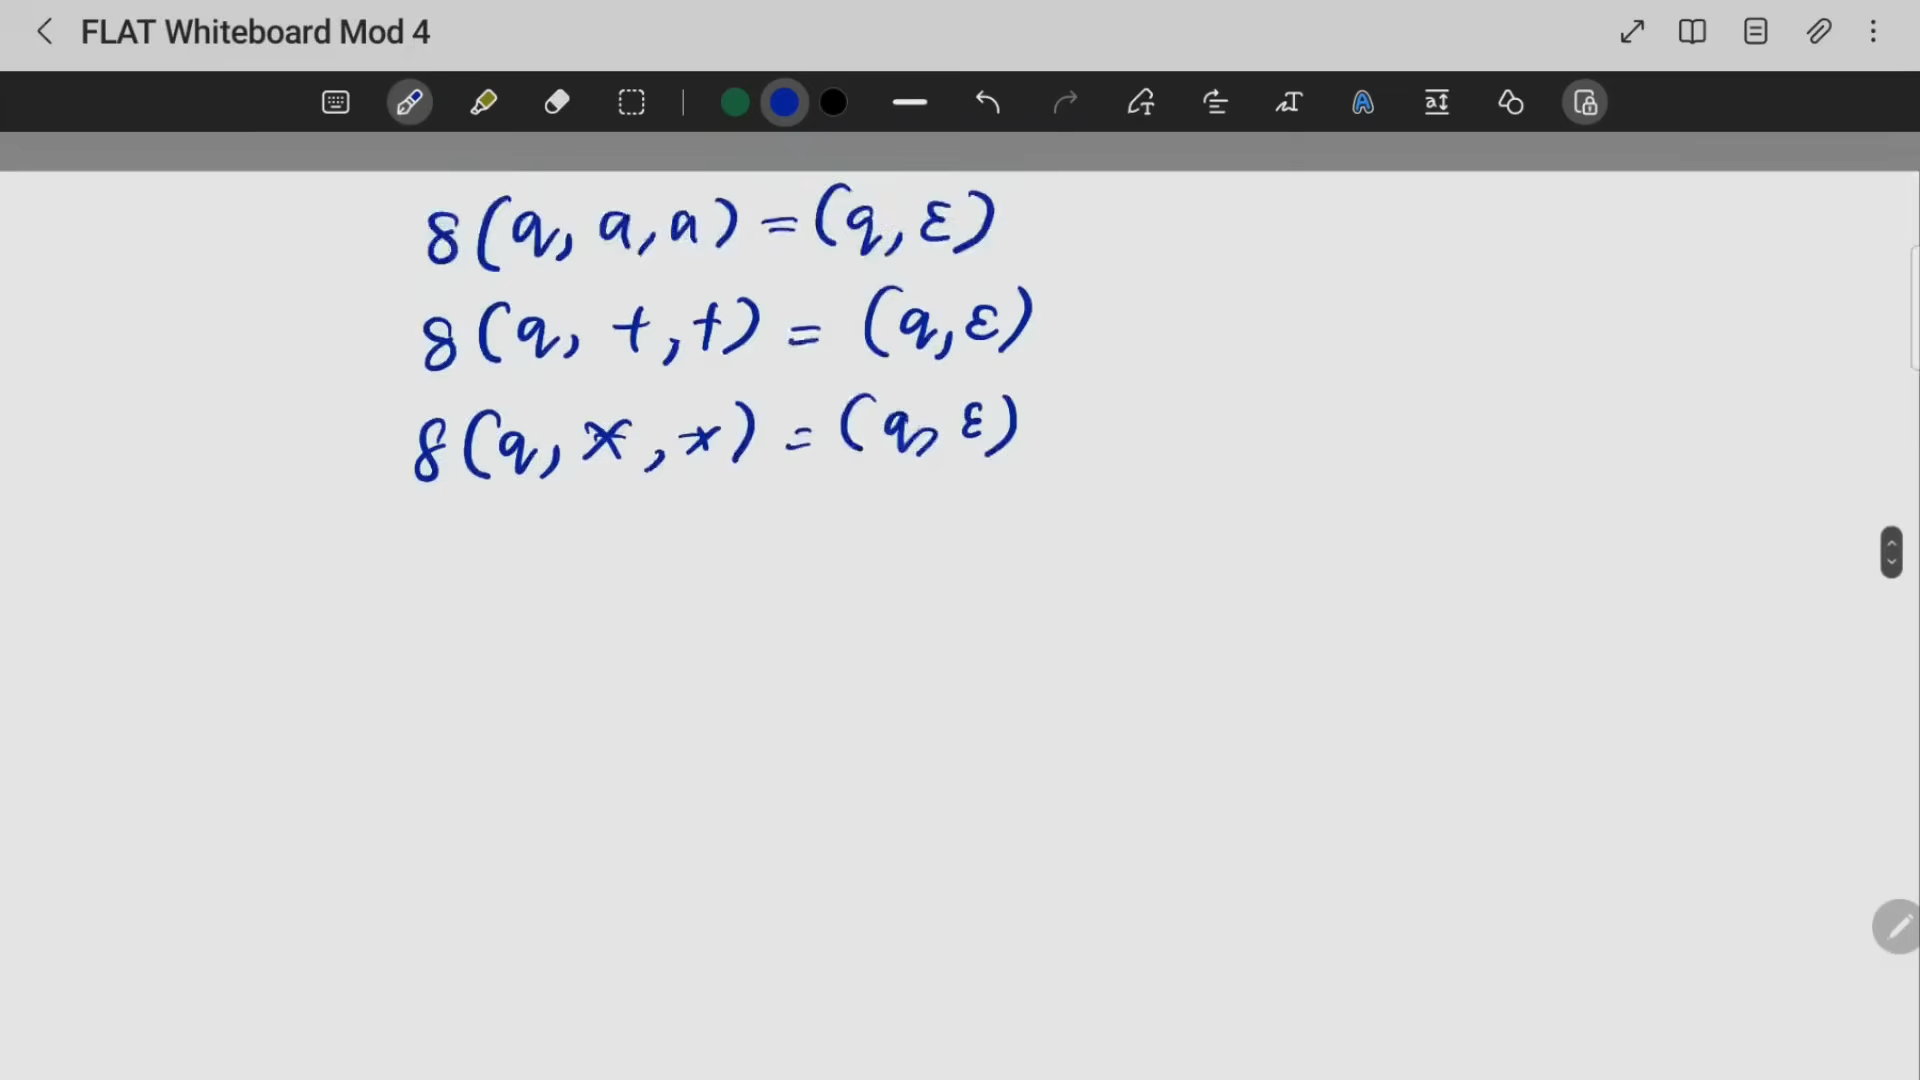 FLAT Whiteboard Mod 4
δ(q, a, a) = (q, ε)
δ(q, +, +) = (q, ε)
δ(q, *, *) = (q, ε)